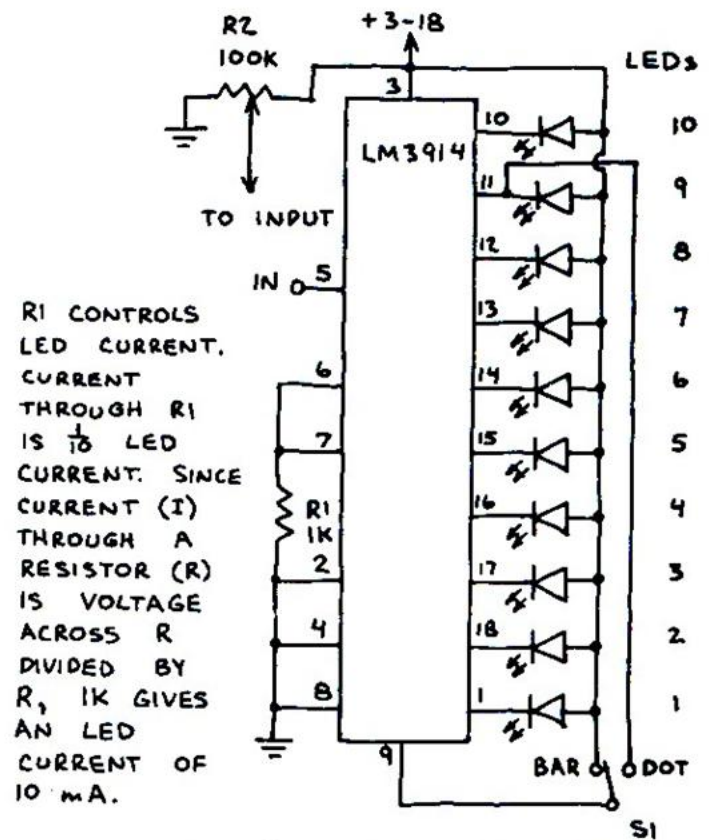 R2
100K
+3-18
LEDs
3
LM3914
10
10
11
9
TO INPUT
12
8
IN
5
13
7
R1 CONTROLS
LED CURRENT.
CURRENT
THROUGH R1
IS 1/10 LED
CURRENT. SINCE
CURRENT (I)
THROUGH A
RESISTOR (R)
IS VOLTAGE
ACROSS R
DIVIDED BY
R, 1K GIVES
AN LED
CURRENT OF
10 mA.
6
14
6
7
15
5
R1
1K
16
4
2
17
3
4
18
2
8
1
1
9
BAR
DOT
S1